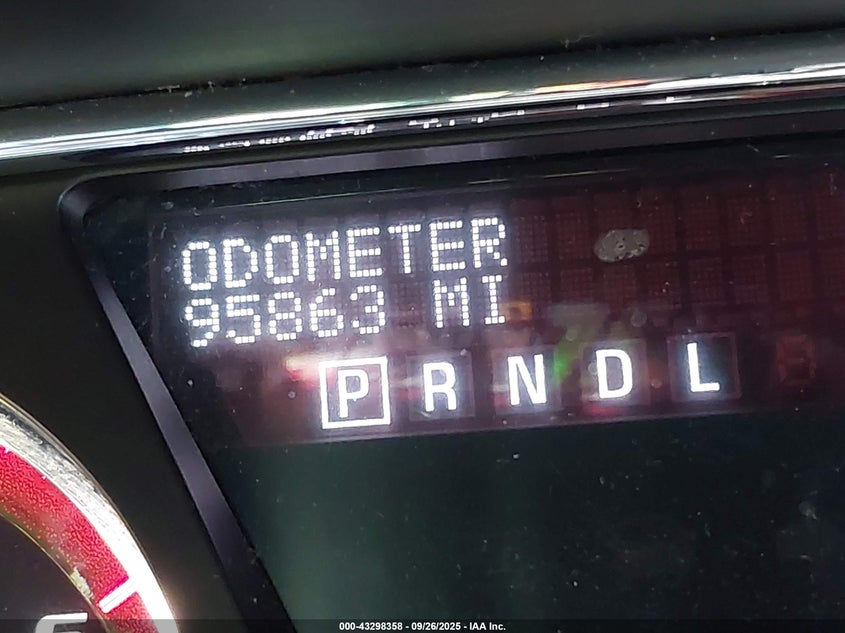 ODOMETER
95863 MI
P R N D L
000-43298358 - 09/26/2025 - IAA Inc.